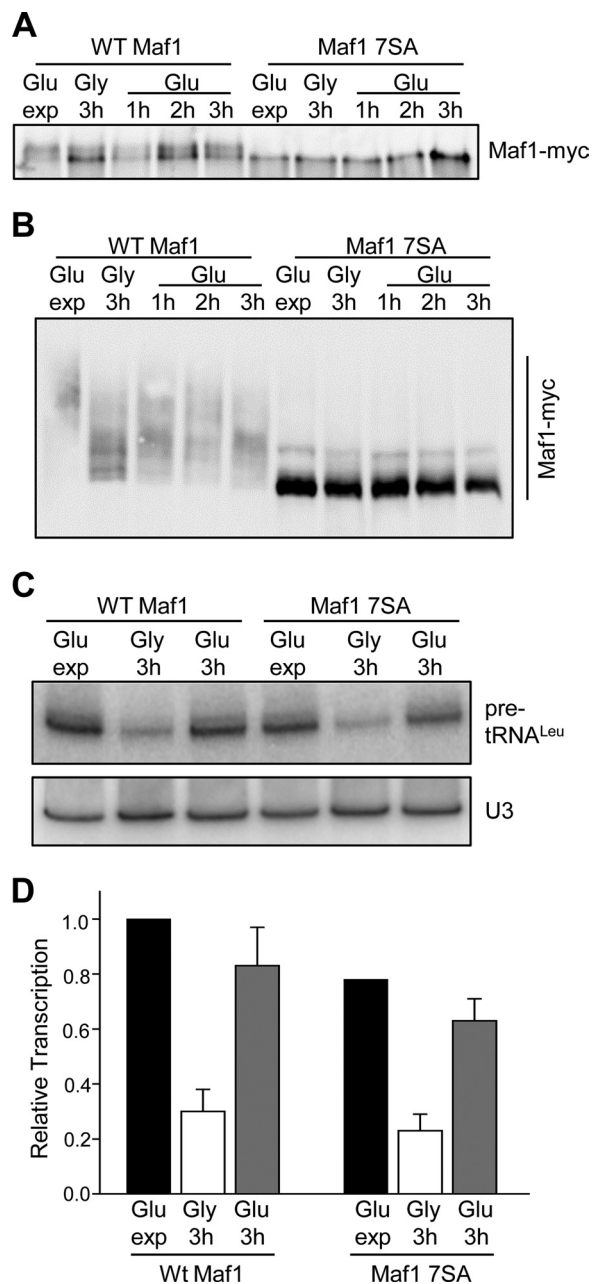 A
WT Maf1 Maf1 7SA
Glu Gly Glu Glu Gly Glu
exp 3h 1h 2h 3h exp 3h 1h 2h 3h
Maf1-myc
B
WT Maf1 Maf1 7SA
Glu Gly Glu Glu Gly Glu
exp 3h 1h 2h 3h exp 3h 1h 2h 3h
Maf1-myc
C
WT Maf1 Maf1 7SA
Glu Gly Glu Glu Gly Glu
exp 3h 3h exp 3h 3h
pre-
tRNA^Leu
U3
D
Relative Transcription
1.0
0.8
0.6
0.4
0.2
0.0
Glu Gly Glu Glu Gly Glu
exp 3h 3h exp 3h 3h
Wt Maf1 Maf1 7SA